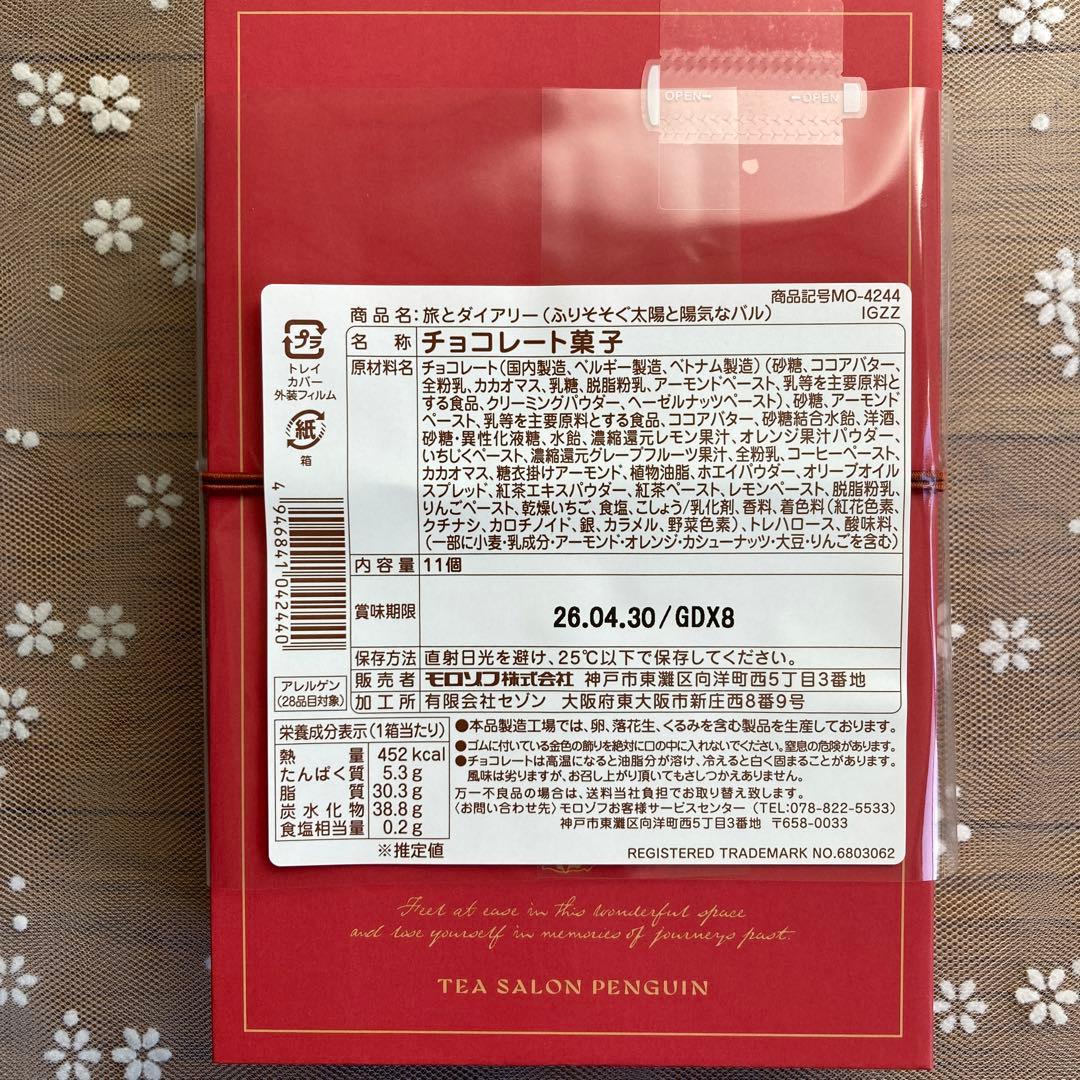 OPEN OPEN
商品記号MO-4244
商品名:旅とダイアリー(ふりそそぐ太陽と陽気なバル) IGZZ
プラ
トレイ
カバー
外装フィルム
紙
箱
名称 チョコレート菓子
原材料名 チョコレート(国内製造、ベルギー製造、ベトナム製造)(砂糖、ココアバター、
全粉乳、カカオマス、乳糖、脱脂粉乳、アーモンドペースト、乳等を主要原料と
する食品、クリーミングパウダー、ヘーゼルナッツペースト)、砂糖、アーモンド
ペースト、乳等を主要原料とする食品、ココアバター、砂糖結合水飴、洋酒、
砂糖・異性化液糖、水飴、濃縮還元レモン果汁、オレンジ果汁パウダー、
いちじくペースト、濃縮還元グレープフルーツ果汁、全粉乳、コーヒーペースト、
カカオマス、糖衣掛けアーモンド、植物油脂、ホエイパウダー、オリーブオイル
スプレッド、紅茶エキスパウダー、紅茶ペースト、レモンペースト、脱脂粉乳、
りんごペースト、乾燥いちご、食塩、こしょう/乳化剤、香料、着色料(紅花色素、
クチナシ、カロチノイド、銀、カラメル、野菜色素)、トレハロース、酸味料、
(一部に小麦・乳成分・アーモンド・オレンジ・カシューナッツ・大豆・りんごを含む)
内容量 11個
賞味期限 26.04.30/GDX8
保存方法 直射日光を避け、25℃以下で保存してください。
販売者 モロゾフ株式会社 神戸市東灘区向洋町西5丁目3番地
加工所 有限会社セゾン 大阪府東大阪市新庄西8番9号
4 946841 042440
アレルゲン
(28品目対象)
栄養成分表示(1箱当たり)
熱量 452 kcal
たんぱく質 5.3g
脂質 30.3g
炭水化物 38.8g
食塩相当量 0.2g
※推定値
●本品製造工場では、卵、落花生、くるみを含む製品を生産しております。
●ゴムに付いている金色の飾りを絶対に口の中に入れないでください。窒息の危険があります。
●チョコレートは高温になると油脂分が溶け、冷えると白く固まることがあります。
風味は劣りますが、お召し上がり頂いてもさしつかえありません。
万一不良品の場合は、送料当社負担でお取り替え致します。
〈お問い合わせ先〉モロゾフお客様サービスセンター(TEL:078-822-5533)
神戸市東灘区向洋町西5丁目3番地 〒658-0033
REGISTERED TRADEMARK NO.6803062
Feel at ease in this wonderful space
and lose yourself in memories of journeys past.
TEA SALON PENGUIN